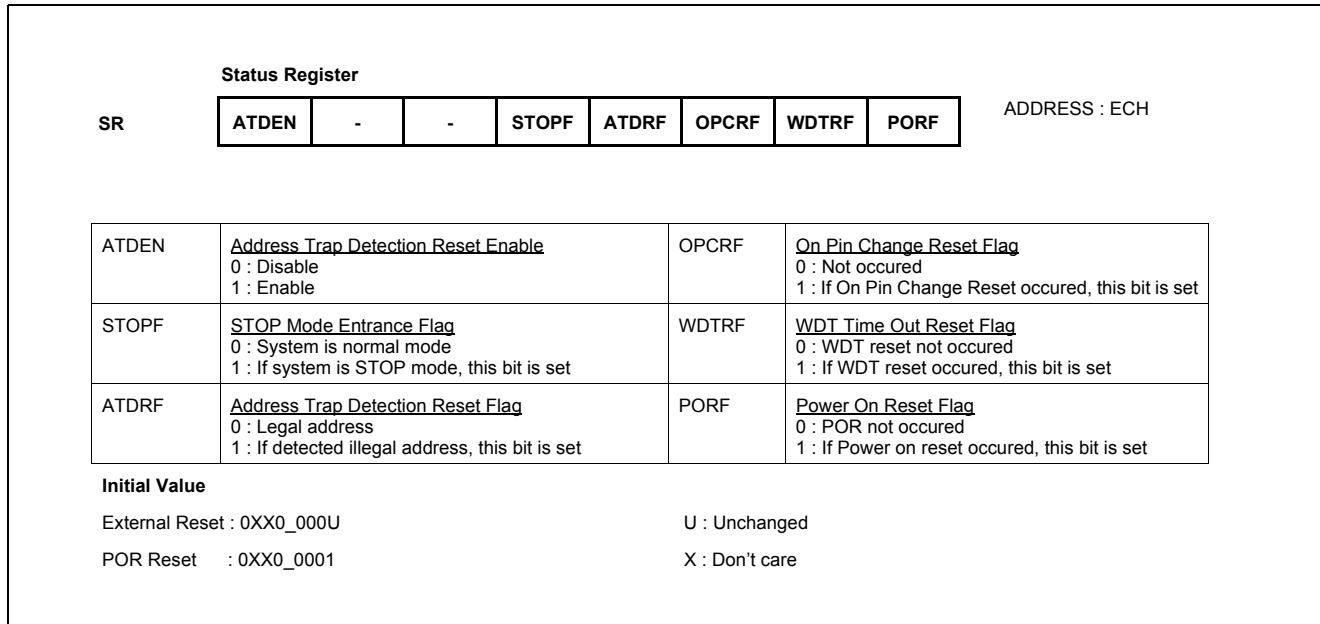 Status Register
SR ATDEN - - STOPF ATDRF OPCRF WDTRF PORF ADDRESS : ECH
ATDEN
Address Trap Detection Reset Enable
0 : Disable
1 : Enable
OPCRF
On Pin Change Reset Flag
0 : Not occured
1 : If On Pin Change Reset occured, this bit is set
STOPF
STOP Mode Entrance Flag
0 : System is normal mode
1 : If system is STOP mode, this bit is set
WDTRF
WDT Time Out Reset Flag
0 : WDT reset not occured
1 : If WDT reset occured, this bit is set
ATDRF
Address Trap Detection Reset Flag
0 : Legal address
1 : If detected illegal address, this bit is set
PORF
Power On Reset Flag
0 : POR not occured
1 : If Power on reset occured, this bit is set
Initial Value
External Reset : 0XX0_000U U : Unchanged
POR Reset : 0XX0_0001 X : Don't care